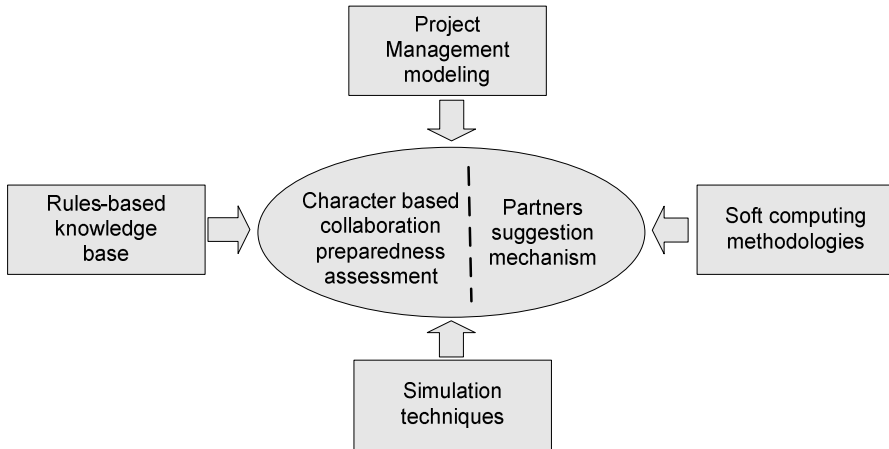 Project
Management
modeling
Rules-based
knowledge
base
Character based
collaboration
preparedness
assessment
Partners
suggestion
mechanism
Soft computing
methodologies
Simulation
techniques